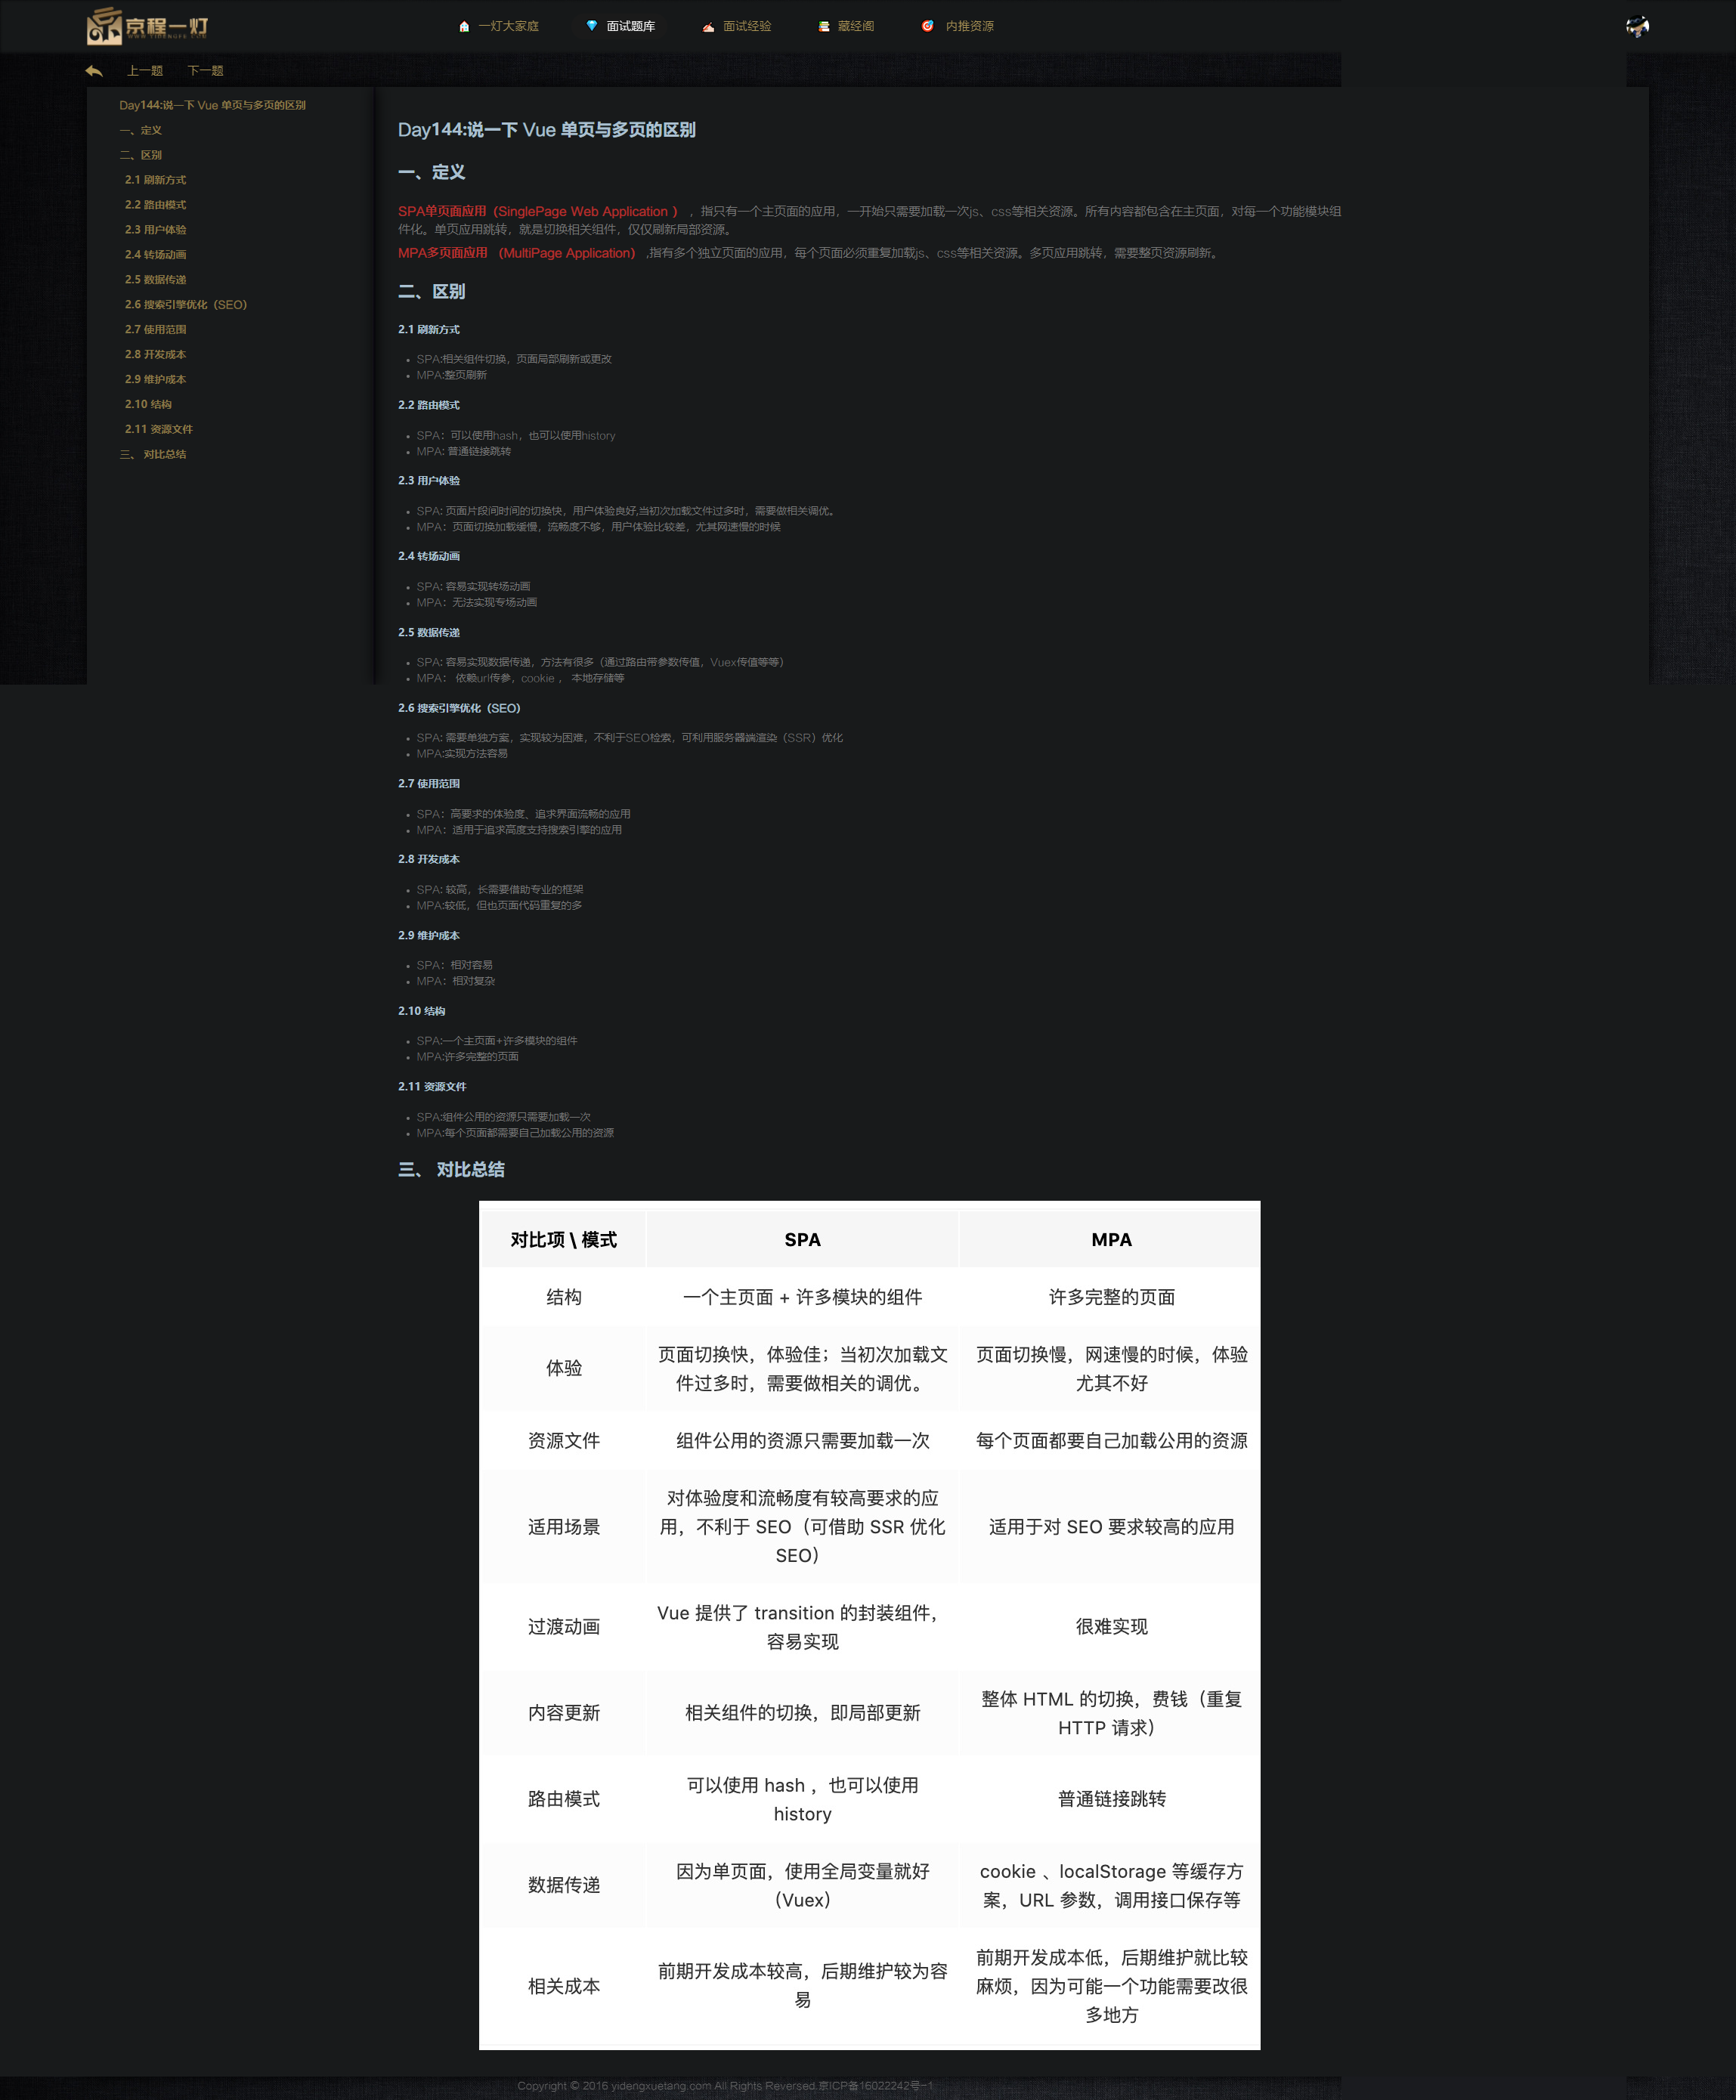 京程一灯
一灯大家庭
面试题库
面试经验
藏经阁
内推资源
上一题
下一题
Day144:说一下 Vue 单页与多页的区别
一、定义
二、区别
2.1 刷新方式
2.2 路由模式
2.3 用户体验
2.4 转场动画
2.5 数据传递
2.6 搜索引擎优化（SEO）
2.7 使用范围
2.8 开发成本
2.9 维护成本
2.10 结构
2.11 资源文件
三、 对比总结
Day144:说一下 Vue 单页与多页的区别
一、定义
SPA单页面应用（SinglePage Web Application ） ，指只有一个主页面的应用，一开始只需要加载一次js、css等相关资源。所有内容都包含在主页面，对每一个功能模块组
件化。单页应用跳转，就是切换相关组件，仅仅刷新局部资源。
MPA多页面应用 （MultiPage Application） ,指有多个独立页面的应用，每个页面必须重复加载js、css等相关资源。多页应用跳转，需要整页资源刷新。
二、区别
2.1 刷新方式
SPA:相关组件切换，页面局部刷新或更改
MPA:整页刷新
2.2 路由模式
SPA：可以使用hash，也可以使用history
MPA: 普通链接跳转
2.3 用户体验
SPA: 页面片段间时间的切换快，用户体验良好,当初次加载文件过多时，需要做相关调优。
MPA：页面切换加载缓慢，流畅度不够，用户体验比较差，尤其网速慢的时候
2.4 转场动画
SPA: 容易实现转场动画
MPA：无法实现专场动画
2.5 数据传递
SPA: 容易实现数据传递，方法有很多（通过路由带参数传值，Vuex传值等等）
MPA： 依赖url传参，cookie ， 本地存储等
2.6 搜索引擎优化（SEO）
SPA: 需要单独方案，实现较为困难，不利于SEO检索，可利用服务器端渲染（SSR）优化
MPA:实现方法容易
2.7 使用范围
SPA：高要求的体验度、追求界面流畅的应用
MPA：适用于追求高度支持搜索引擎的应用
2.8 开发成本
SPA: 较高，长需要借助专业的框架
MPA:较低，但也页面代码重复的多
2.9 维护成本
SPA：相对容易
MPA：相对复杂
2.10 结构
SPA:一个主页面+许多模块的组件
MPA:许多完整的页面
2.11 资源文件
SPA:组件公用的资源只需要加载一次
MPA:每个页面都需要自己加载公用的资源
三、 对比总结
对比项 \ 模式 SPA MPA
结构 一个主页面 + 许多模块的组件 许多完整的页面
体验 页面切换快，体验佳；当初次加载文
件过多时，需要做相关的调优。 页面切换慢，网速慢的时候，体验
尤其不好
资源文件 组件公用的资源只需要加载一次 每个页面都要自己加载公用的资源
适用场景 对体验度和流畅度有较高要求的应
用，不利于 SEO（可借助 SSR 优化
SEO） 适用于对 SEO 要求较高的应用
过渡动画 Vue 提供了 transition 的封装组件，
容易实现 很难实现
内容更新 相关组件的切换，即局部更新 整体 HTML 的切换，费钱（重复
HTTP 请求）
路由模式 可以使用 hash ，也可以使用
history 普通链接跳转
数据传递 因为单页面，使用全局变量就好
（Vuex） cookie 、localStorage 等缓存方
案，URL 参数，调用接口保存等
相关成本 前期开发成本较高，后期维护较为容
易 前期开发成本低，后期维护就比较
麻烦，因为可能一个功能需要改很
多地方
Copyright © 2016 yidengxuetang.com All Rights Reversed.京ICP备16022242号-1